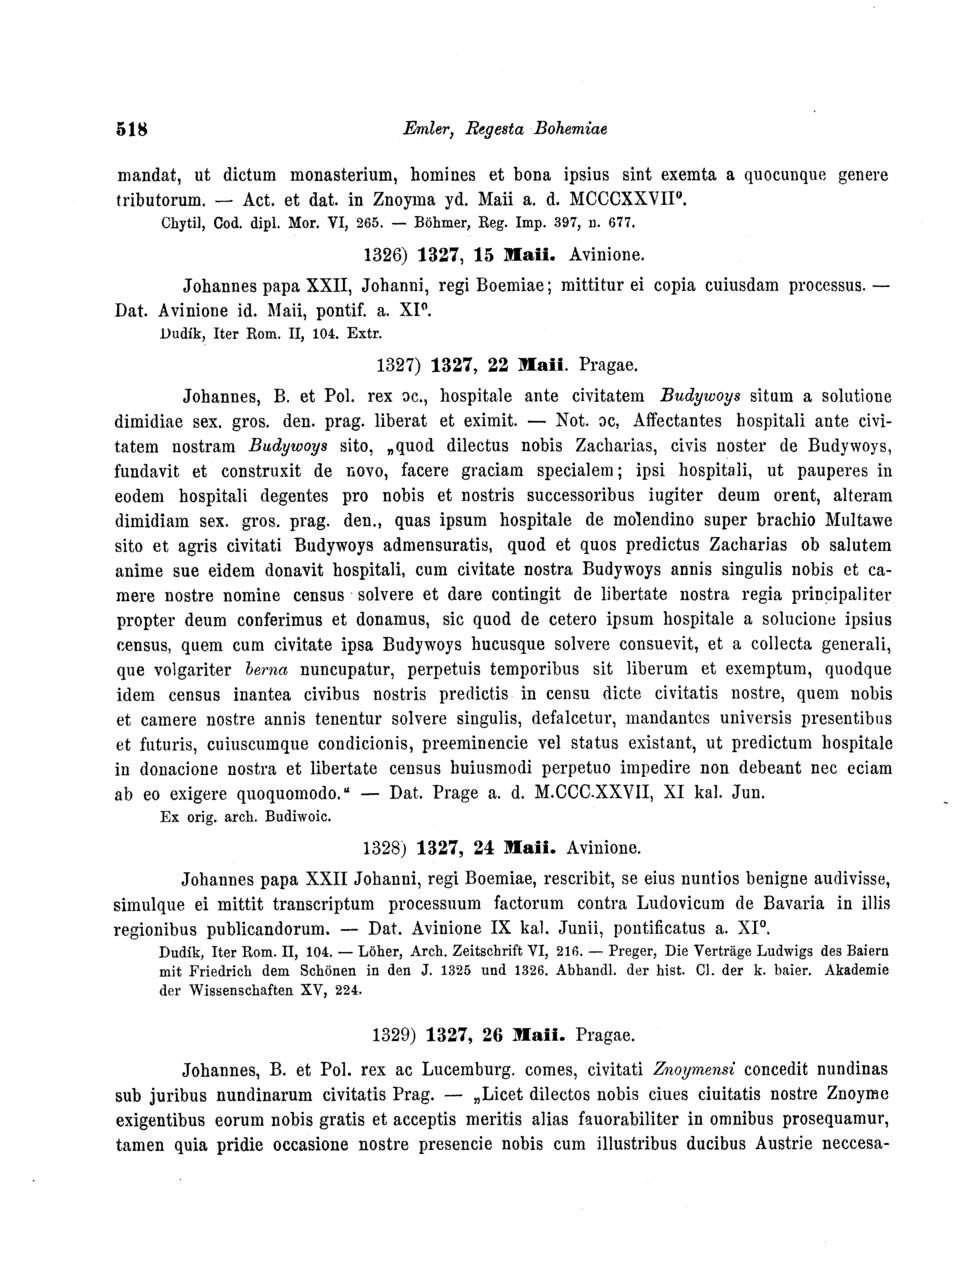 518 Emler, Regesta Bohemiae
mandat, ut dictum monasterium, homines et bona ipsius sint exemta a quocunque genere
tributorum. — Act. et dat. in Znoyma yd. Maii a. d. MCCCXXVII⁰.
Chytil, Cod. dipl. Mor. VI, 265. — Böhmer, Reg. Imp. 397, n. 677.
1326) 1327, 15 Maii. Avinione.
Johannes papa XXII, Johanni, regi Boemiae; mittitur ei copia cuiusdam processus. —
Dat. Avinione id. Maii, pontif. a. XI⁰.
Dudík, Iter Rom. II, 104. Extr.
1327) 1327, 22 Maii. Pragae.
Johannes, B. et Pol. rex ɔc., hospitale ante civitatem Budywoys situm a solutione
dimidiae sex. gros. den. prag. liberat et eximit. — Not. ɔc, Affectantes hospitali ante civi-
tatem nostram Budywoys sito, „quod dilectus nobis Zacharias, civis noster de Budywoys,
fundavit et construxit de novo, facere graciam specialem; ipsi hospitali, ut pauperes in
eodem hospitali degentes pro nobis et nostris successoribus iugiter deum orent, alteram
dimidiam sex. gros. prag. den., quas ipsum hospitale de molendino super brachio Multawe
sito et agris civitati Budywoys admensuratis, quod et quos predictus Zacharias ob salutem
anime sue eidem donavit hospitali, cum civitate nostra Budywoys annis singulis nobis et ca-
mere nostre nomine census solvere et dare contingit de libertate nostra regia principaliter
propter deum conferimus et donamus, sic quod de cetero ipsum hospitale a solucione ipsius
census, quem cum civitate ipsa Budywoys hucusque solvere consuevit, et a collecta generali,
que volgariter berna nuncupatur, perpetuis temporibus sit liberum et exemptum, quodque
idem census inantea civibus nostris predictis in censu dicte civitatis nostre, quem nobis
et camere nostre annis tenentur solvere singulis, defalcetur, mandantes universis presentibus
et futuris, cuiuscumque condicionis, preeminencie vel status existant, ut predictum hospitale
in donacione nostra et libertate census huiusmodi perpetuo impedire non debeant nec eciam
ab eo exigere quoquomodo.“ — Dat. Prage a. d. M.CCC.XXVII, XI kal. Jun.
Ex orig. arch. Budiwoic.
1328) 1327, 24 Maii. Avinione.
Johannes papa XXII Johanni, regi Boemiae, rescribit, se eius nuntios benigne audivisse,
simulque ei mittit transcriptum processuum factorum contra Ludovicum de Bavaria in illis
regionibus publicandorum. — Dat. Avinione IX kal. Junii, pontificatus a. XI⁰.
Dudík, Iter Rom. II, 104. — Löher, Arch. Zeitschrift VI, 216. — Preger, Die Verträge Ludwigs des Baiern
mit Friedrich dem Schönen in den J. 1325 und 1326. Abhandl. der hist. Cl. der k. baier. Akademie
der Wissenschaften XV, 224.
1329) 1327, 26 Maii. Pragae.
Johannes, B. et Pol. rex ac Lucemburg. comes, civitati Znoymensi concedit nundinas
sub juribus nundinarum civitatis Prag. — „Licet dilectos nobis ciues ciuitatis nostre Znoyme
exigentibus eorum nobis gratis et acceptis meritis alias fauorabiliter in omnibus prosequamur,
tamen quia pridie occasione nostre presencie nobis cum illustribus ducibus Austrie neccesa-